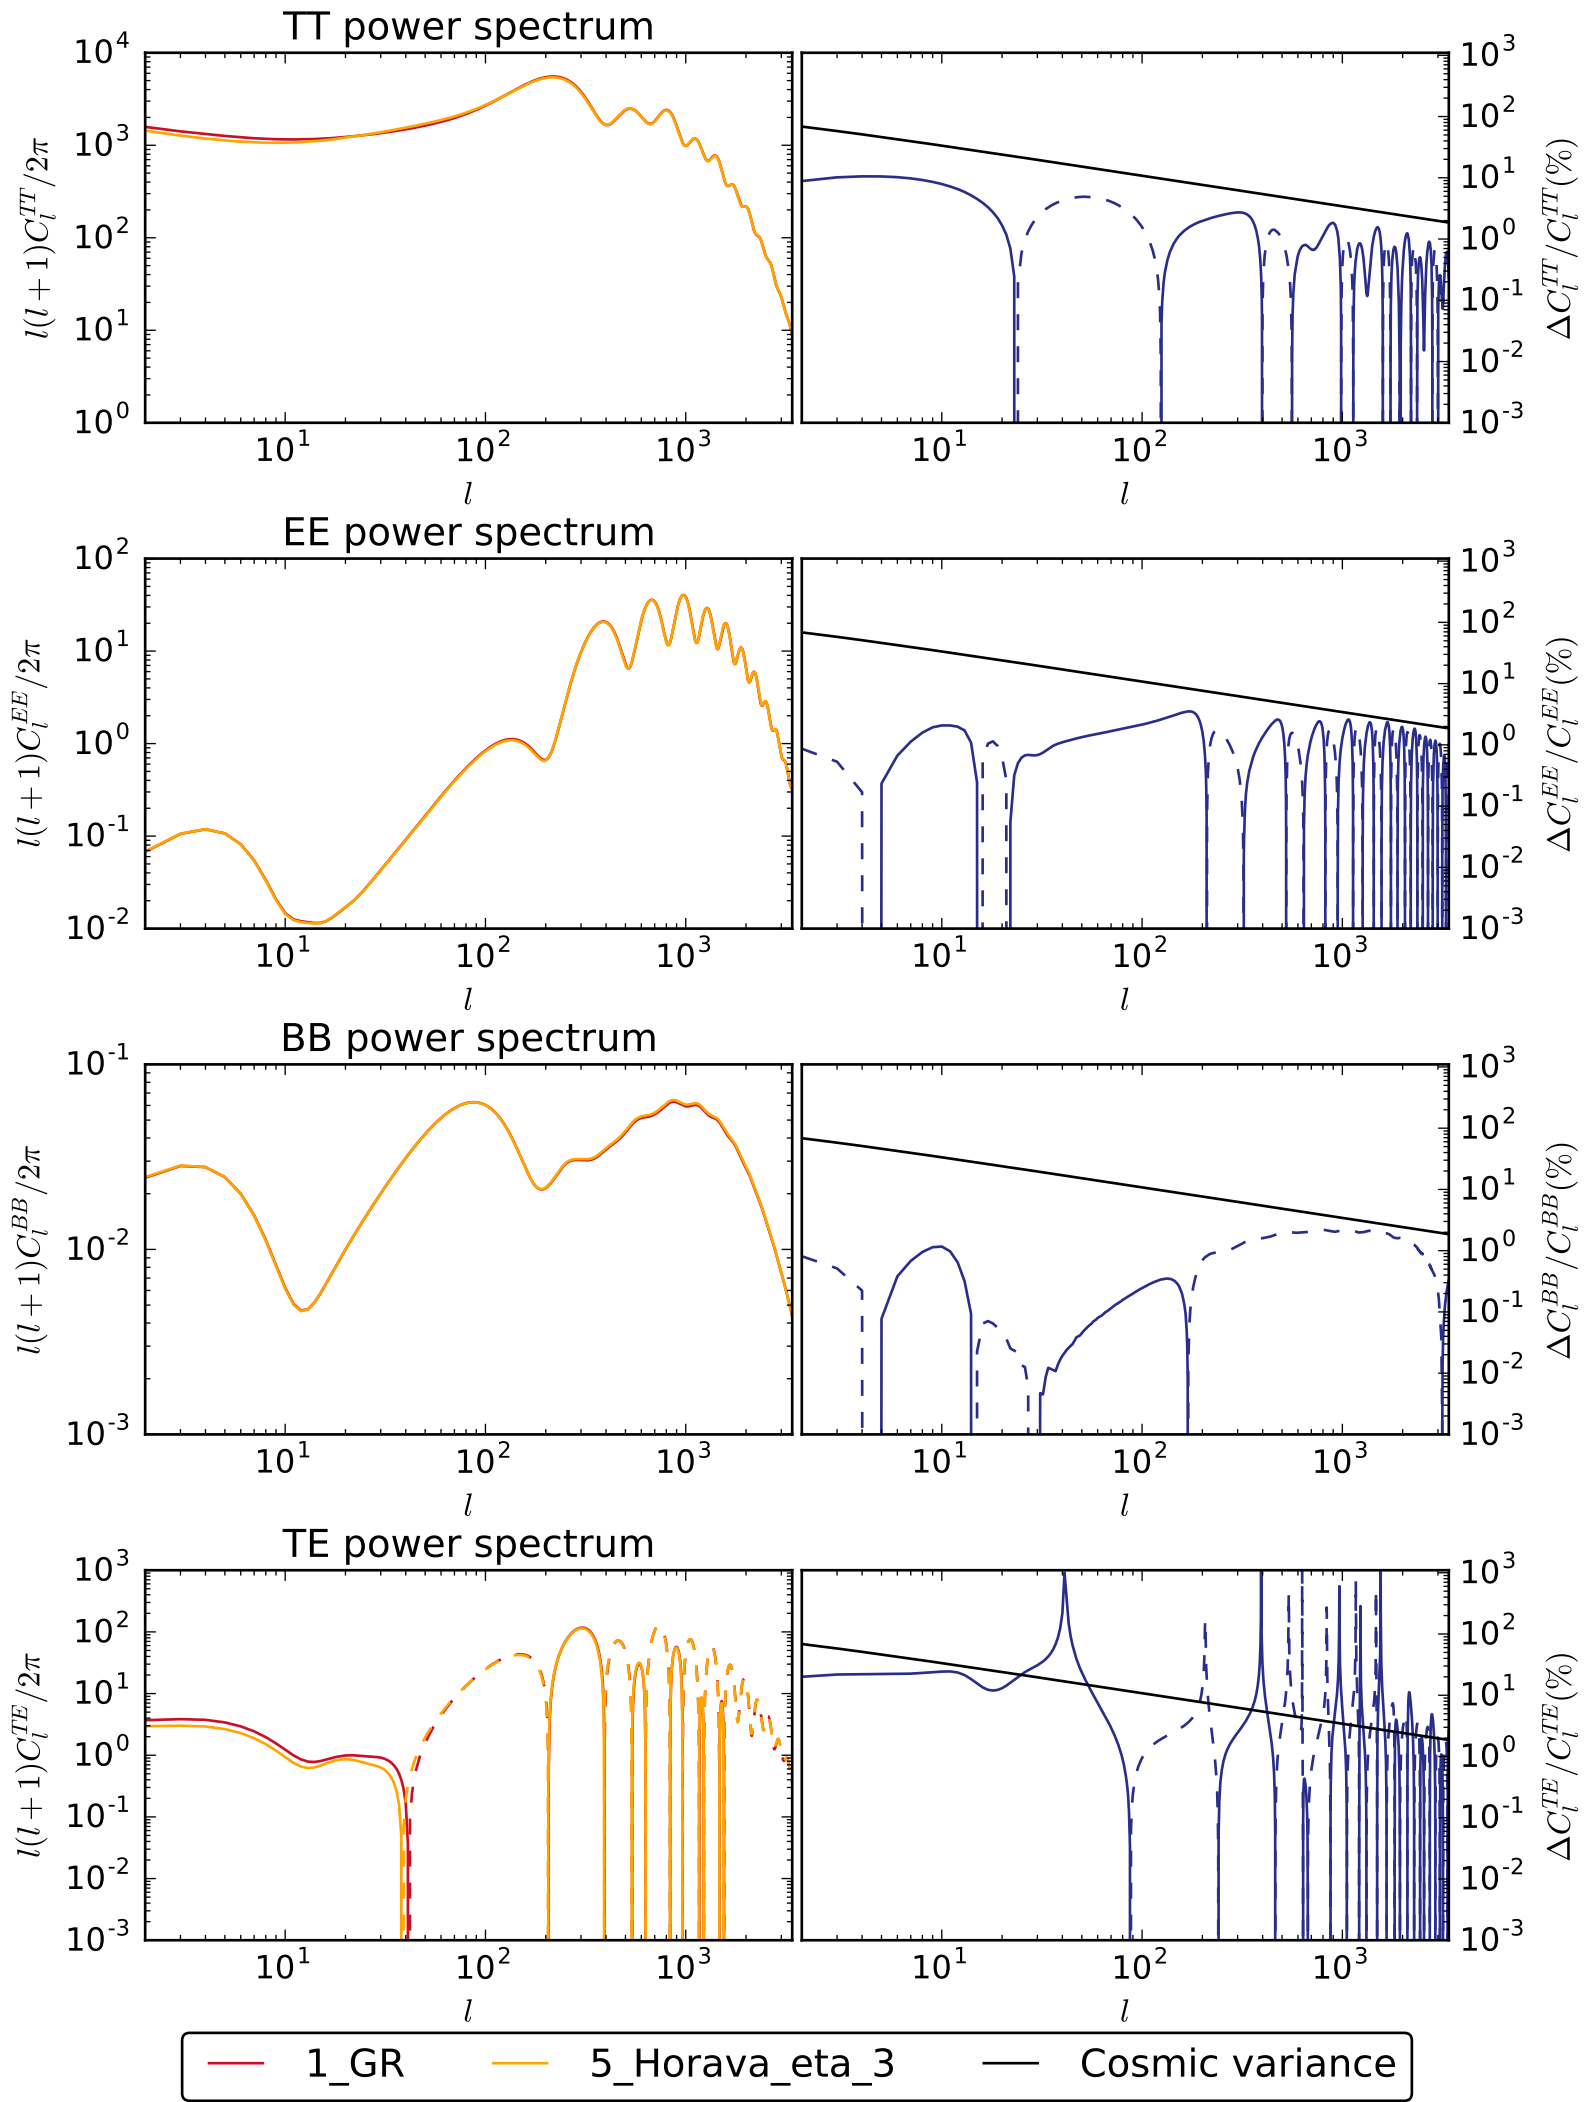 TT power spectrum
10^4
10^3
10^2
10^1
10^0
l(l + 1)C_l^{TT}/2π
10^1 10^2 10^3
l
10^3
10^2
10^1
10^0
10^-1
10^-2
10^-3
ΔC_l^{TT}/C_l^{TT}(%)
10^1 10^2 10^3
l
EE power spectrum
10^2
10^1
10^0
10^-1
10^-2
l(l + 1)C_l^{EE}/2π
10^1 10^2 10^3
l
10^3
10^2
10^1
10^0
10^-1
10^-2
10^-3
ΔC_l^{EE}/C_l^{EE}(%)
10^1 10^2 10^3
l
BB power spectrum
10^-1
10^-2
10^-3
l(l + 1)C_l^{BB}/2π
10^1 10^2 10^3
l
10^3
10^2
10^1
10^0
10^-1
10^-2
10^-3
ΔC_l^{BB}/C_l^{BB}(%)
10^1 10^2 10^3
l
TE power spectrum
10^3
10^2
10^1
10^0
10^-1
10^-2
10^-3
l(l + 1)C_l^{TE}/2π
10^1 10^2 10^3
l
10^3
10^2
10^1
10^0
10^-1
10^-2
10^-3
ΔC_l^{TE}/C_l^{TE}(%)
10^1 10^2 10^3
l
1_GR 5_Horava_eta_3 Cosmic variance